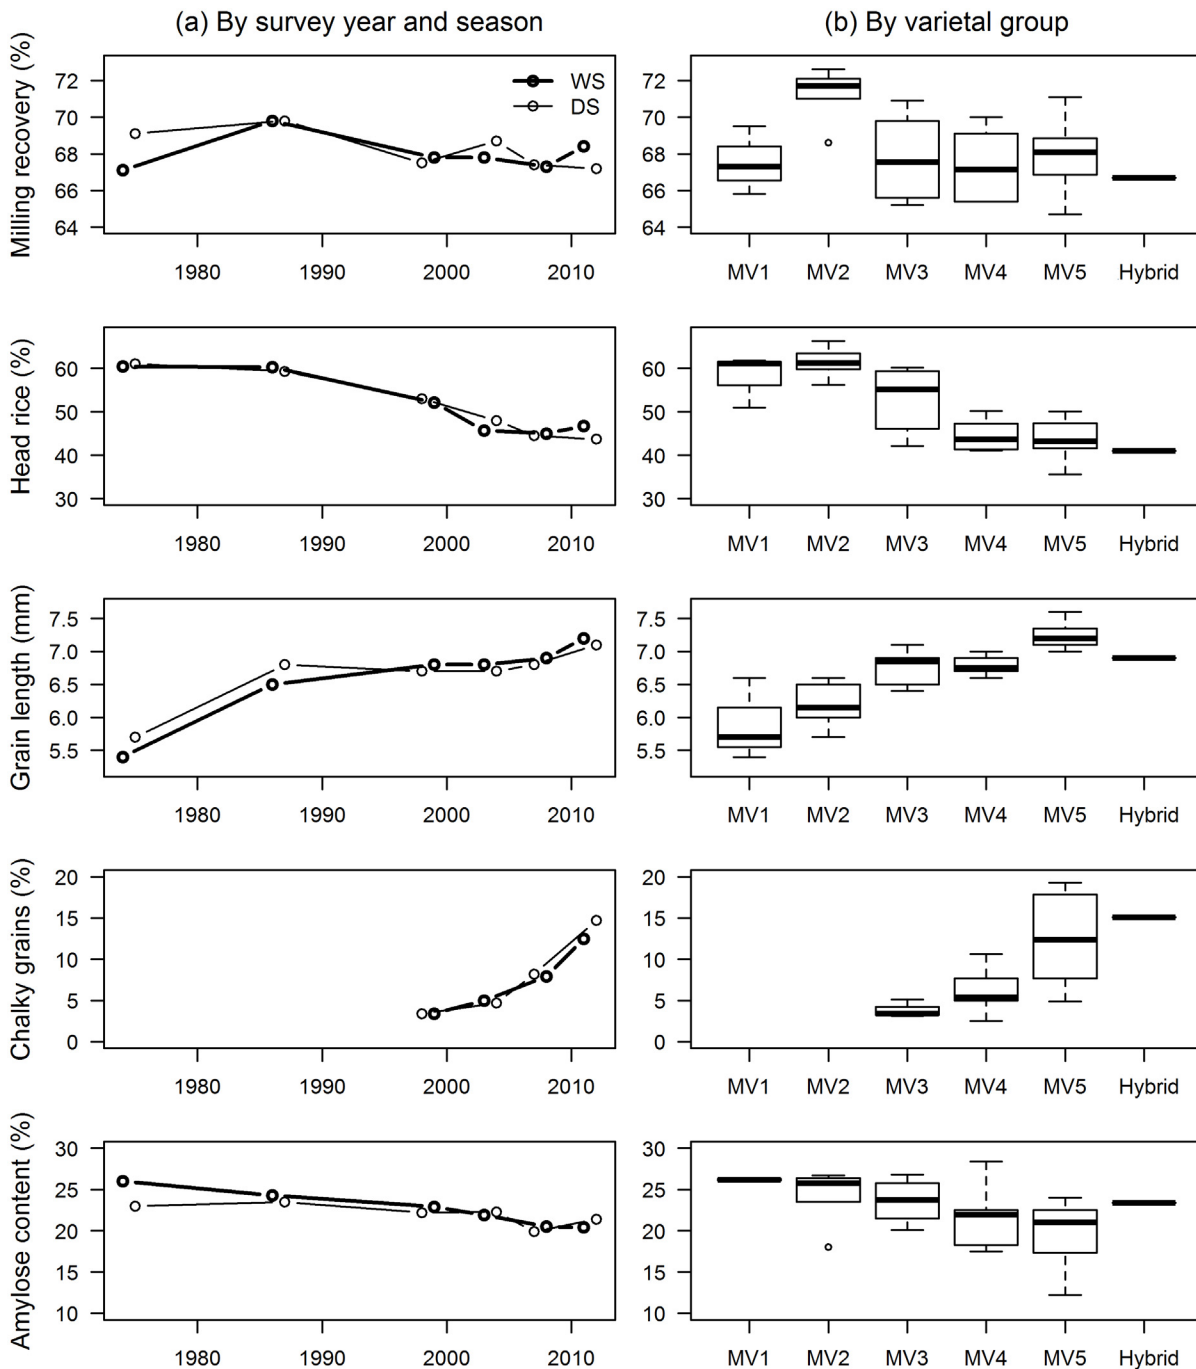 (a) By survey year and season
(b) By varietal group
Milling recovery (%)
72
70
68
66
64
WS
DS
1980
1990
2000
2010
72
70
68
66
64
MV1
MV2
MV3
MV4
MV5
Hybrid
Head rice (%)
60
50
40
30
1980
1990
2000
2010
60
50
40
30
MV1
MV2
MV3
MV4
MV5
Hybrid
Grain length (mm)
7.5
7.0
6.5
6.0
5.5
1980
1990
2000
2010
7.5
7.0
6.5
6.0
5.5
MV1
MV2
MV3
MV4
MV5
Hybrid
Chalky grains (%)
20
15
10
5
0
1980
1990
2000
2010
20
15
10
5
0
MV1
MV2
MV3
MV4
MV5
Hybrid
Amylose content (%)
30
25
20
15
10
1980
1990
2000
2010
30
25
20
15
10
MV1
MV2
MV3
MV4
MV5
Hybrid